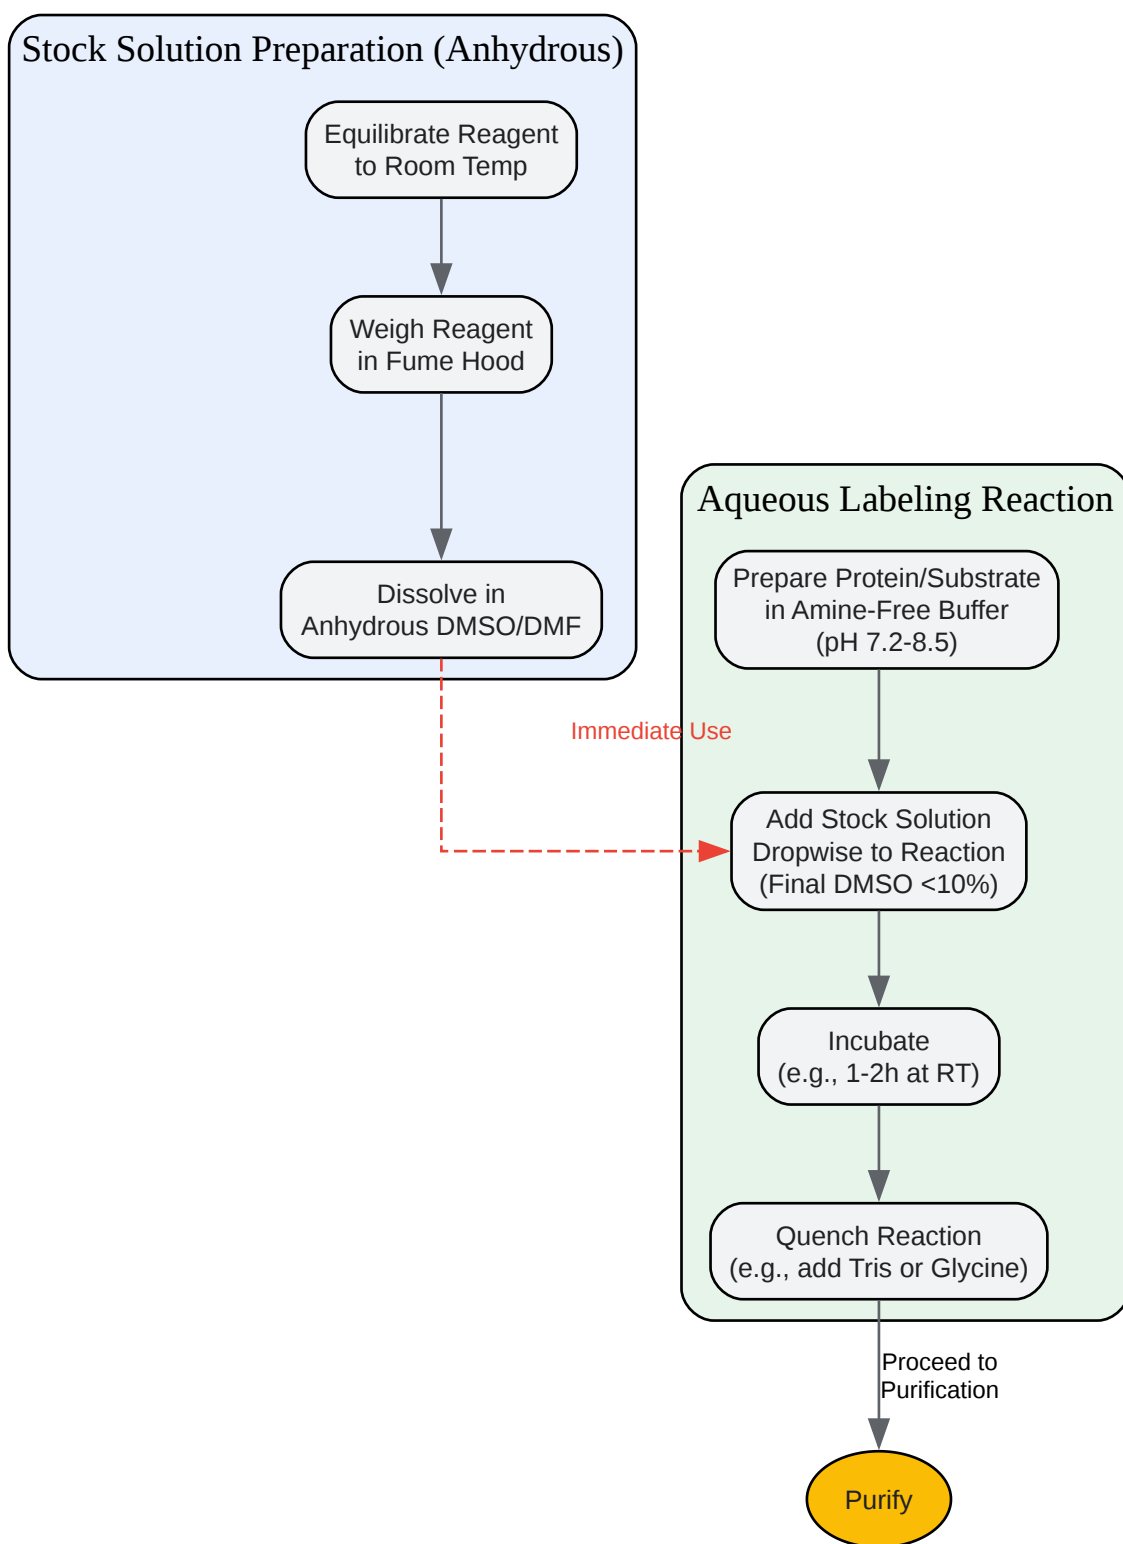 Stock Solution Preparation (Anhydrous)
Equilibrate Reagent
to Room Temp
Weigh Reagent
in Fume Hood
Dissolve in
Anhydrous DMSO/DMF
Immediate Use
Aqueous Labeling Reaction
Prepare Protein/Substrate
in Amine-Free Buffer
(pH 7.2-8.5)
Add Stock Solution
Dropwise to Reaction
(Final DMSO <10%)
Incubate
(e.g., 1-2h at RT)
Quench Reaction
(e.g., add Tris or Glycine)
Proceed to
Purification
Purify